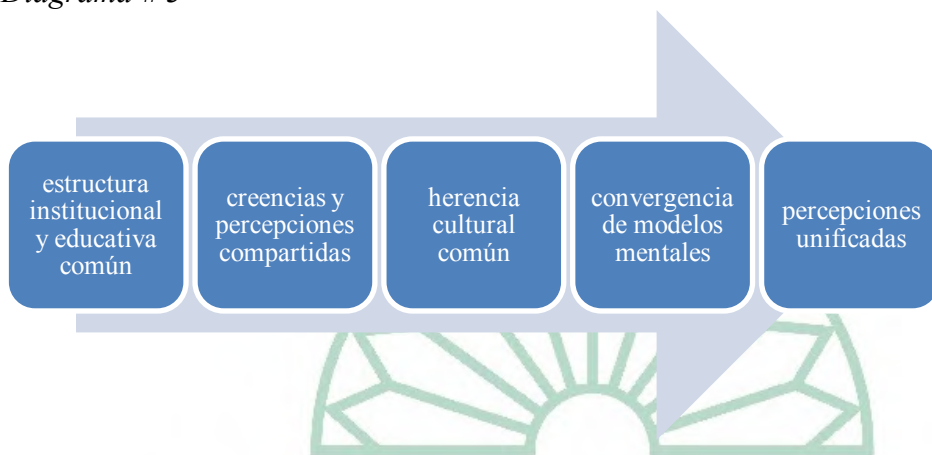 estructura
institucional
y educativa
común
creencias y
percepciones
compartidas
herencia
cultural
común
convergencia
de modelos
mentales
percepciones
unificadas